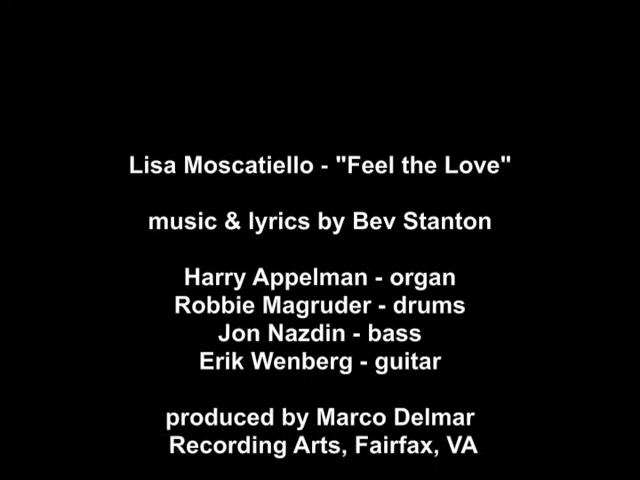 Lisa Moscatiello - "Feel the Love"
music & lyrics by Bev Stanton
Harry Appelman - organ
Robbie Magruder - drums
Jon Nazdin - bass
Erik Wenberg - guitar
produced by Marco Delmar
Recording Arts, Fairfax, VA